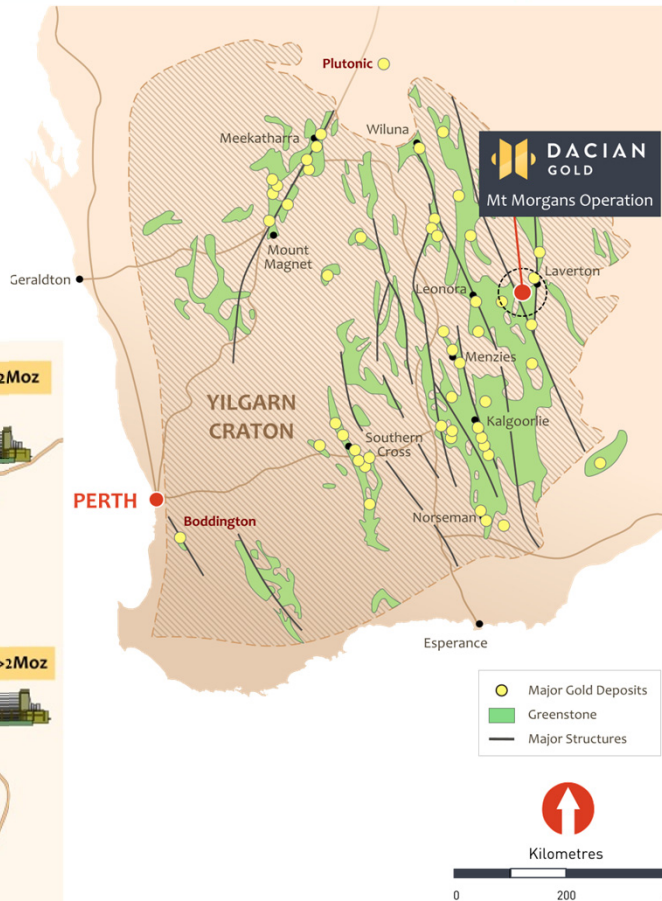 Plutonic
Meekatharra
Wiluna
DACIAN
GOLD
Mt Morgans Operation
Mount
Magnet
Geraldton
Leonora
Laverton
2Moz
Menzies
YILGARN
CRATON
Kalgoorlie
Southern
Cross
PERTH
Boddington
Norseman
Esperance
>2Moz
Major Gold Deposits
Greenstone
Major Structures
Kilometres
0
200